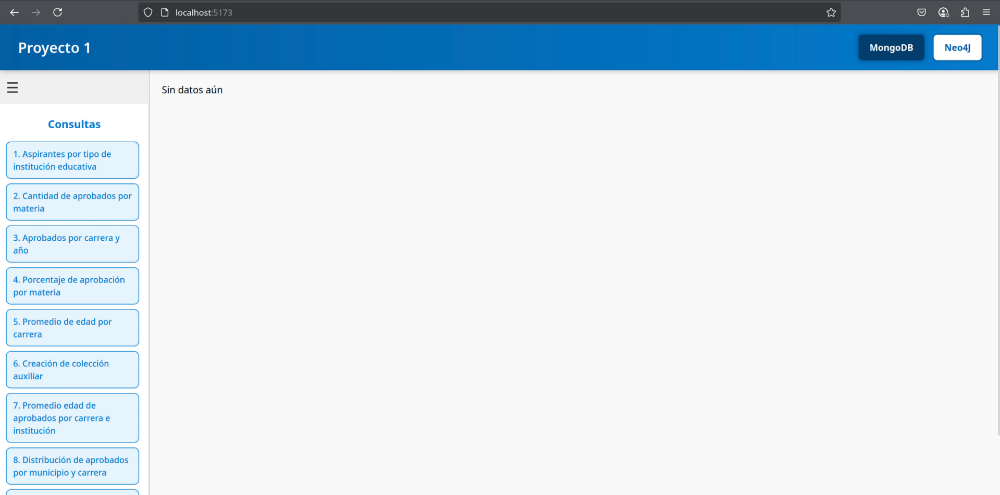 localhost:5173
Proyecto 1
MongoDB
Neo4J
Sin datos aún
Consultas
1. Aspirantes por tipo de
institución educativa
2. Cantidad de aprobados por
materia
3. Aprobados por carrera y
año
4. Porcentaje de aprobación
por materia
5. Promedio de edad por
carrera
6. Creación de colección
auxiliar
7. Promedio edad de
aprobados por carrera e
institución
8. Distribución de aprobados
por municipio y carrera